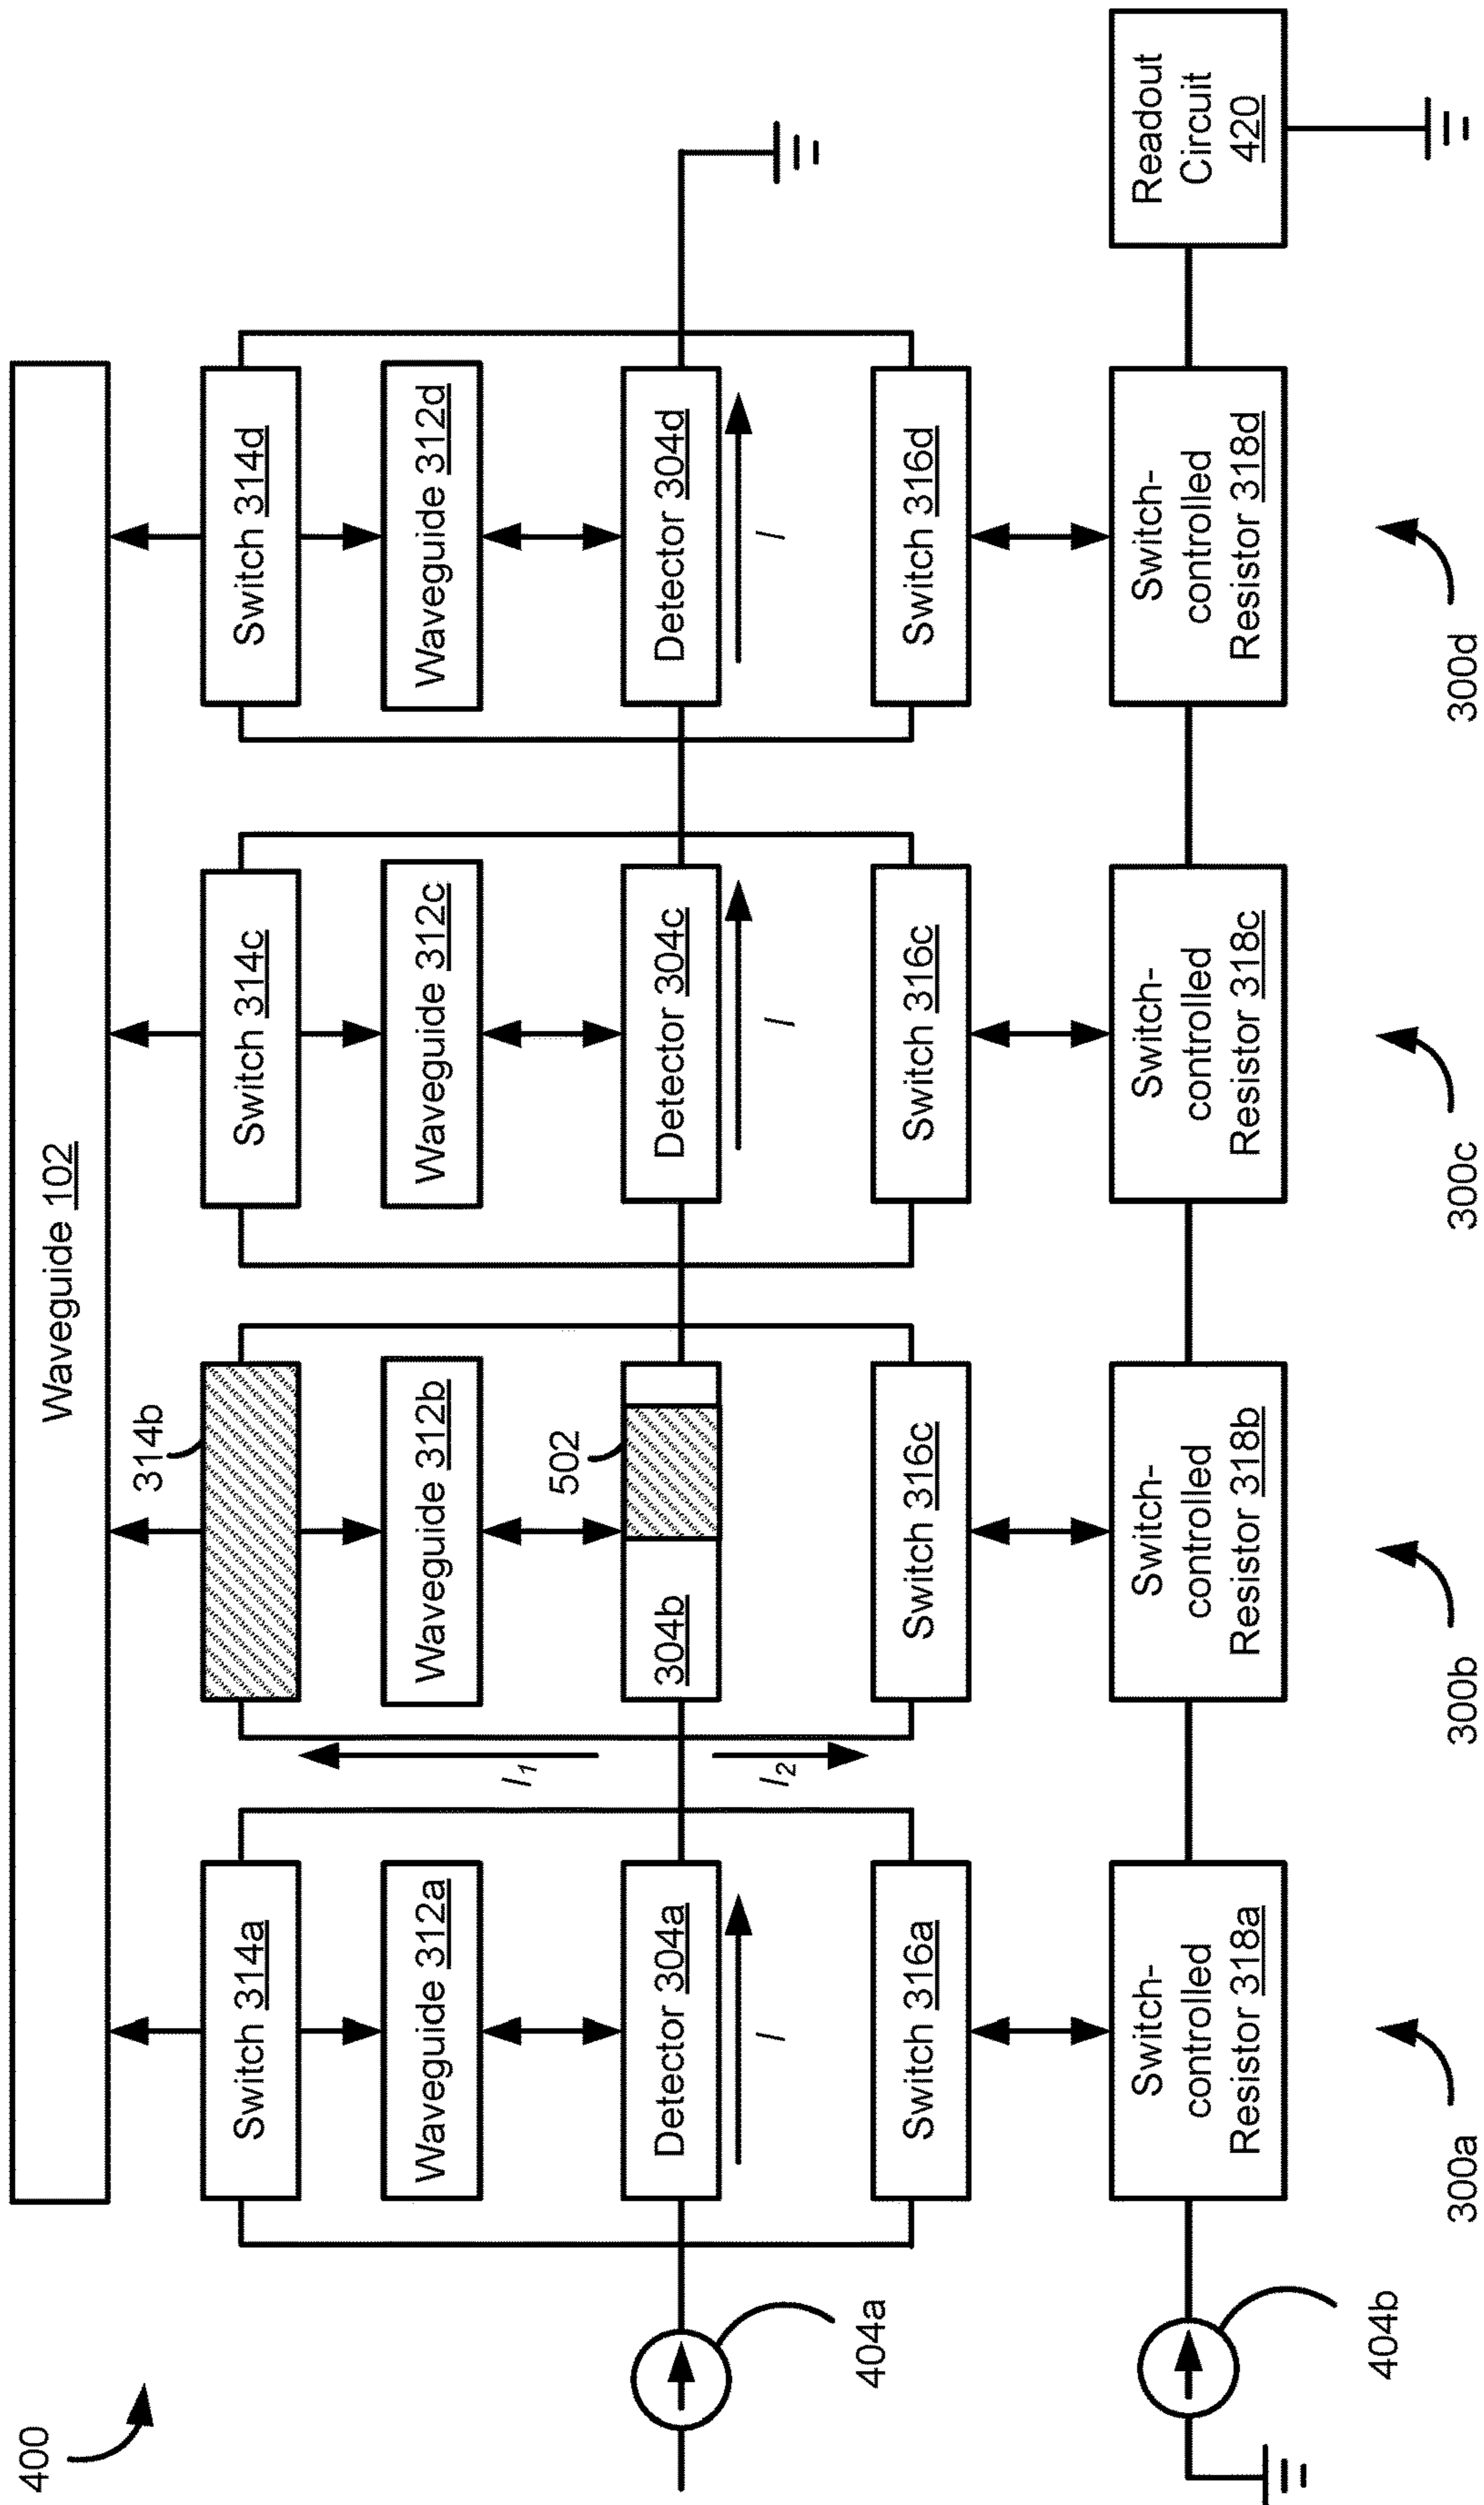 400
Waveguide 102
314b
Switch 314a
Switch 314c
Switch 314d
Waveguide 312a
Waveguide 312b
Waveguide 312c
Waveguide 312d
I1
502
Detector 304a
304b
Detector 304c
Detector 304d
I
I2
I
I
404a
Switch 316a
Switch 316c
Switch 316c
Switch 316d
Switch-
controlled
Resistor 318a
Switch-
controlled
Resistor 318b
Switch-
controlled
Resistor 318c
Switch-
controlled
Resistor 318d
Readout
Circuit
420
404b
300a
300b
300c
300d